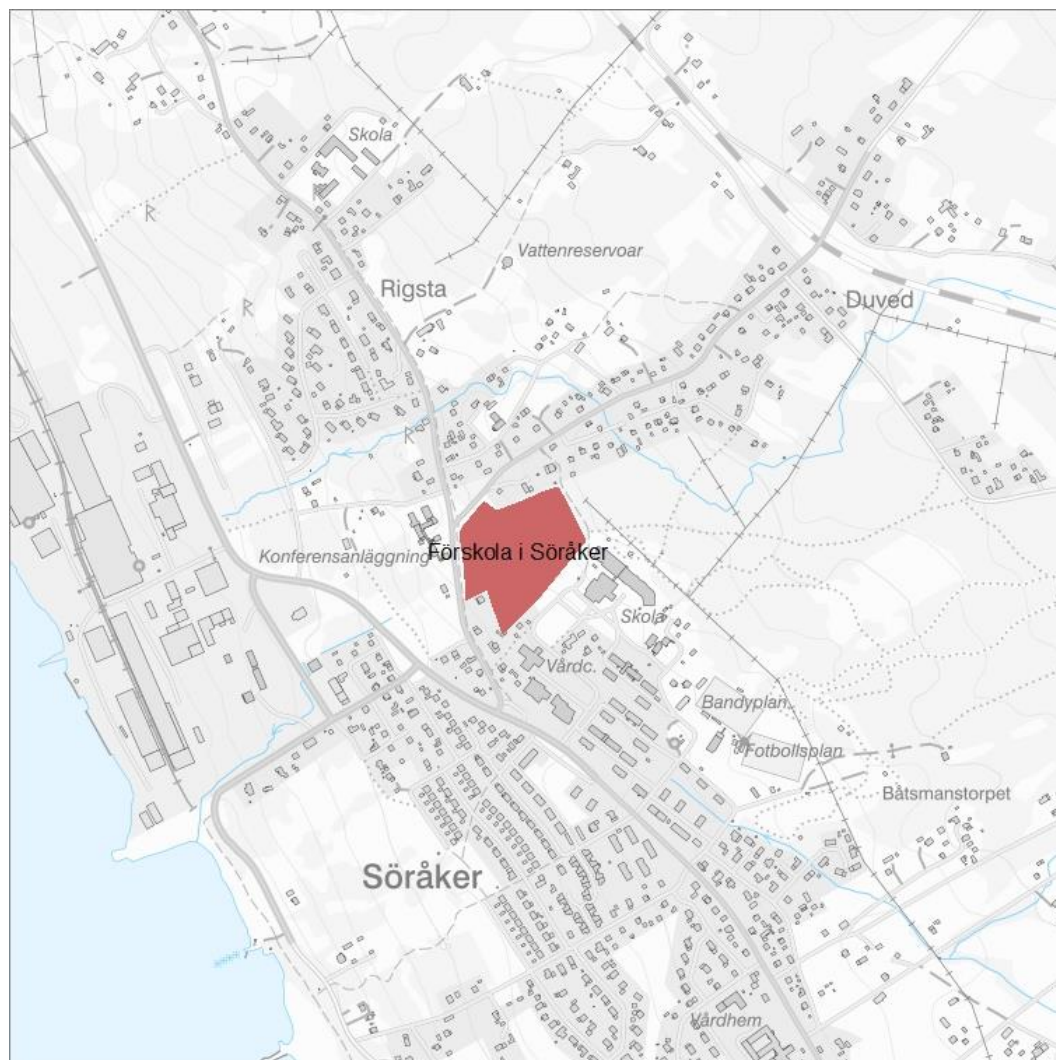 Skola
Vattenreservoar
Rigsta
Duved
Förskola i Söråker
Konferensanläggning
Skola
Vårdc.
Bandyplan
Fotbollsplan
Båtsmanstorpet
Söråker
Vårdhem